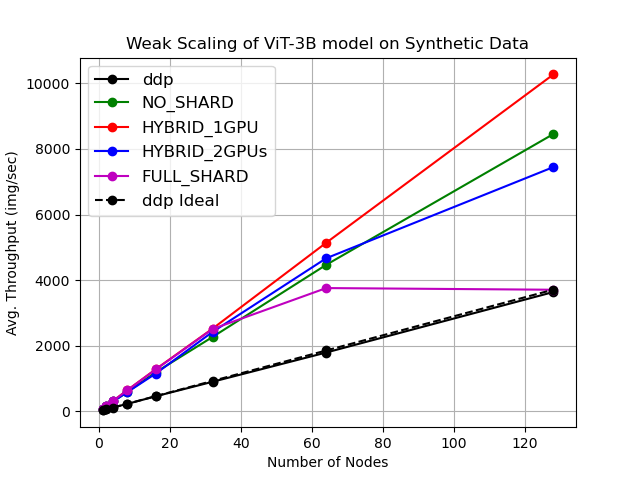 Weak Scaling of ViT-3B model on Synthetic Data
Avg. Throughput (img/sec)
10000
8000
6000
4000
2000
0
ddp
NO_SHARD
HYBRID_1GPU
HYBRID_2GPUs
FULL_SHARD
ddp Ideal
0 20 40 60 80 100 120
Number of Nodes